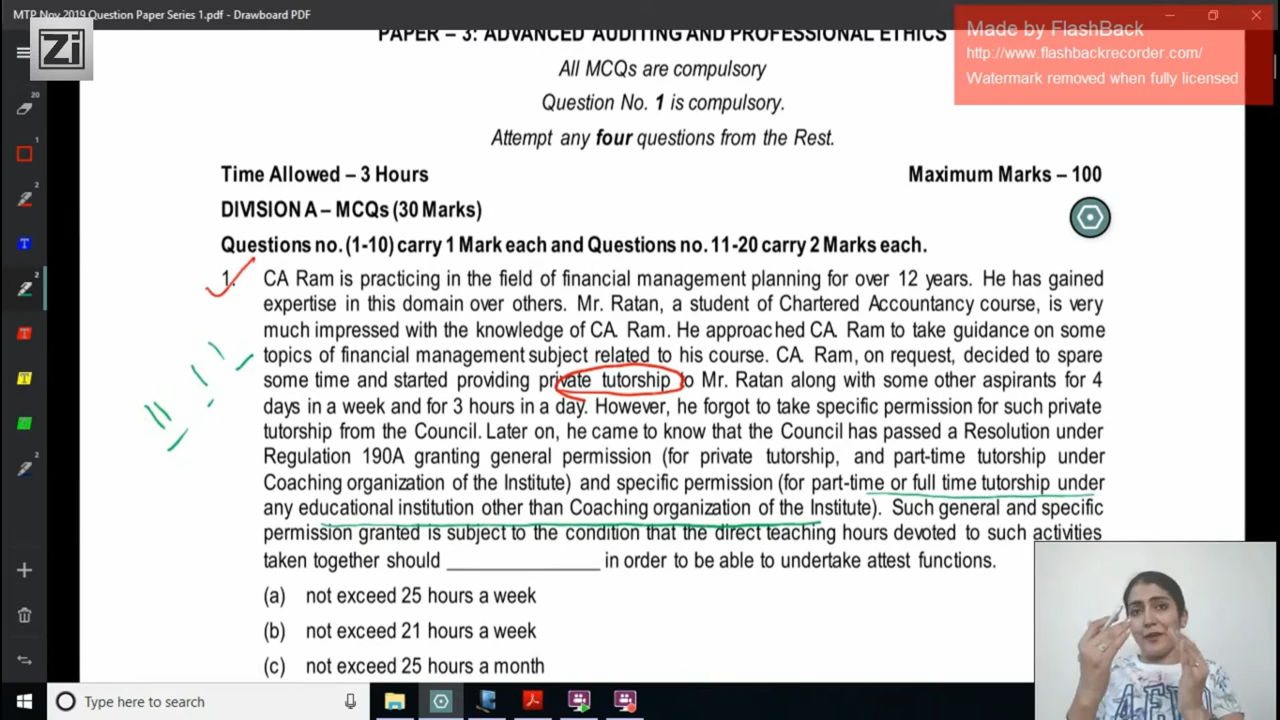 MTP Nov 2019 Question Paper Series 1.pdf - Drawboard PDF
Zi
Made by FlashBack
http://www.flashbackrecorder.com/
Watermark removed when fully licensed
PAPER – 3: ADVANCED AUDITING AND PROFESSIONAL ETHICS
All MCQs are compulsory
Question No. 1 is compulsory.
Attempt any four questions from the Rest.
Time Allowed – 3 Hours Maximum Marks – 100
DIVISION A – MCQs (30 Marks)
Questions no. (1-10) carry 1 Mark each and Questions no. 11-20 carry 2 Marks each.
1. CA Ram is practicing in the field of financial management planning for over 12 years. He has gained
expertise in this domain over others. Mr. Ratan, a student of Chartered Accountancy course, is very
much impressed with the knowledge of CA. Ram. He approached CA. Ram to take guidance on some
topics of financial management subject related to his course. CA. Ram, on request, decided to spare
some time and started providing private tutorship to Mr. Ratan along with some other aspirants for 4
days in a week and for 3 hours in a day. However, he forgot to take specific permission for such private
tutorship from the Council. Later on, he came to know that the Council has passed a Resolution under
Regulation 190A granting general permission (for private tutorship, and part-time tutorship under
Coaching organization of the Institute) and specific permission (for part-time or full time tutorship under
any educational institution other than Coaching organization of the Institute). Such general and specific
permission granted is subject to the condition that the direct teaching hours devoted to such activities
taken together should _______________ in order to be able to undertake attest functions.
(a) not exceed 25 hours a week
(b) not exceed 21 hours a week
(c) not exceed 25 hours a month
Type here to search